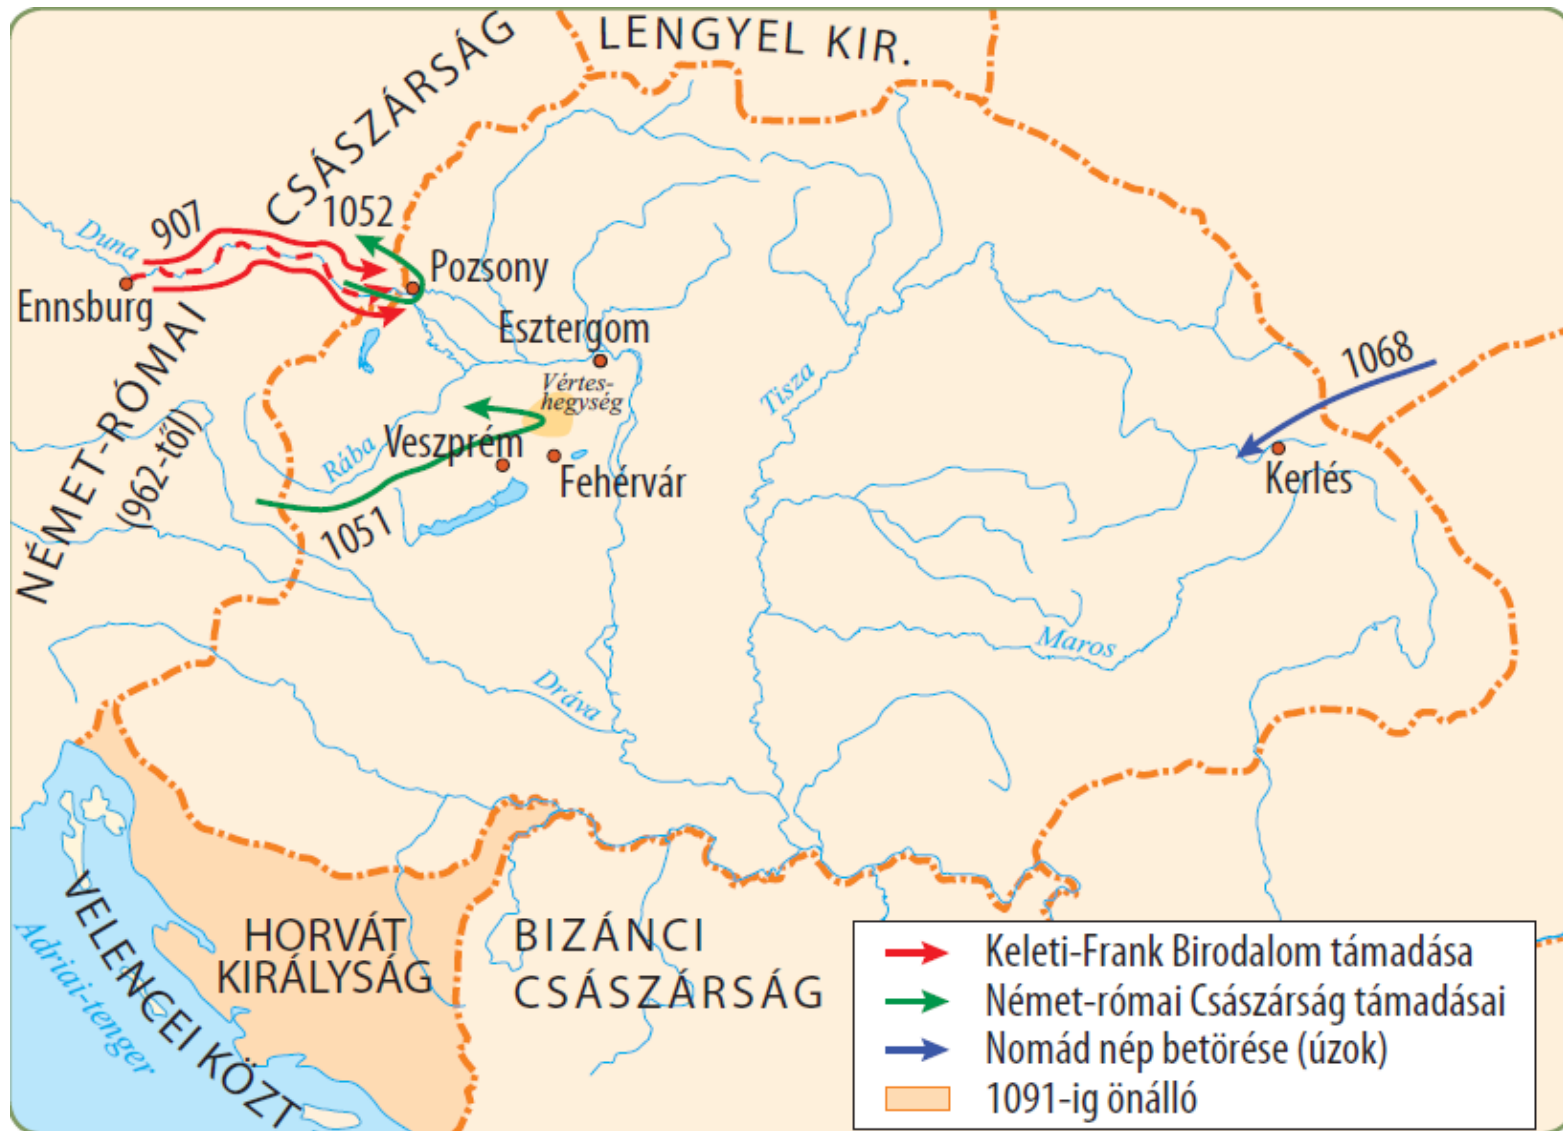 LENGYEL KIR.
CSÁSZÁRSÁG
NÉMET-RÓMAI
(962-től)
907
1052
Duna
Pozsony
Ennsburg
Esztergom
Vértes-
hegység
Tisza
1068
Rába
Veszprém
Fehérvár
Kerlés
1051
Maros
Dráva
VELENCEI KÖZT
Adriai-tenger
HORVÁT
KIRÁLYSÁG
BIZÁNCI
CSÁSZÁRSÁG
Keleti-Frank Birodalom támadása
Német-római Császárság támadásai
Nomád nép betörése (úzok)
1091-ig önálló